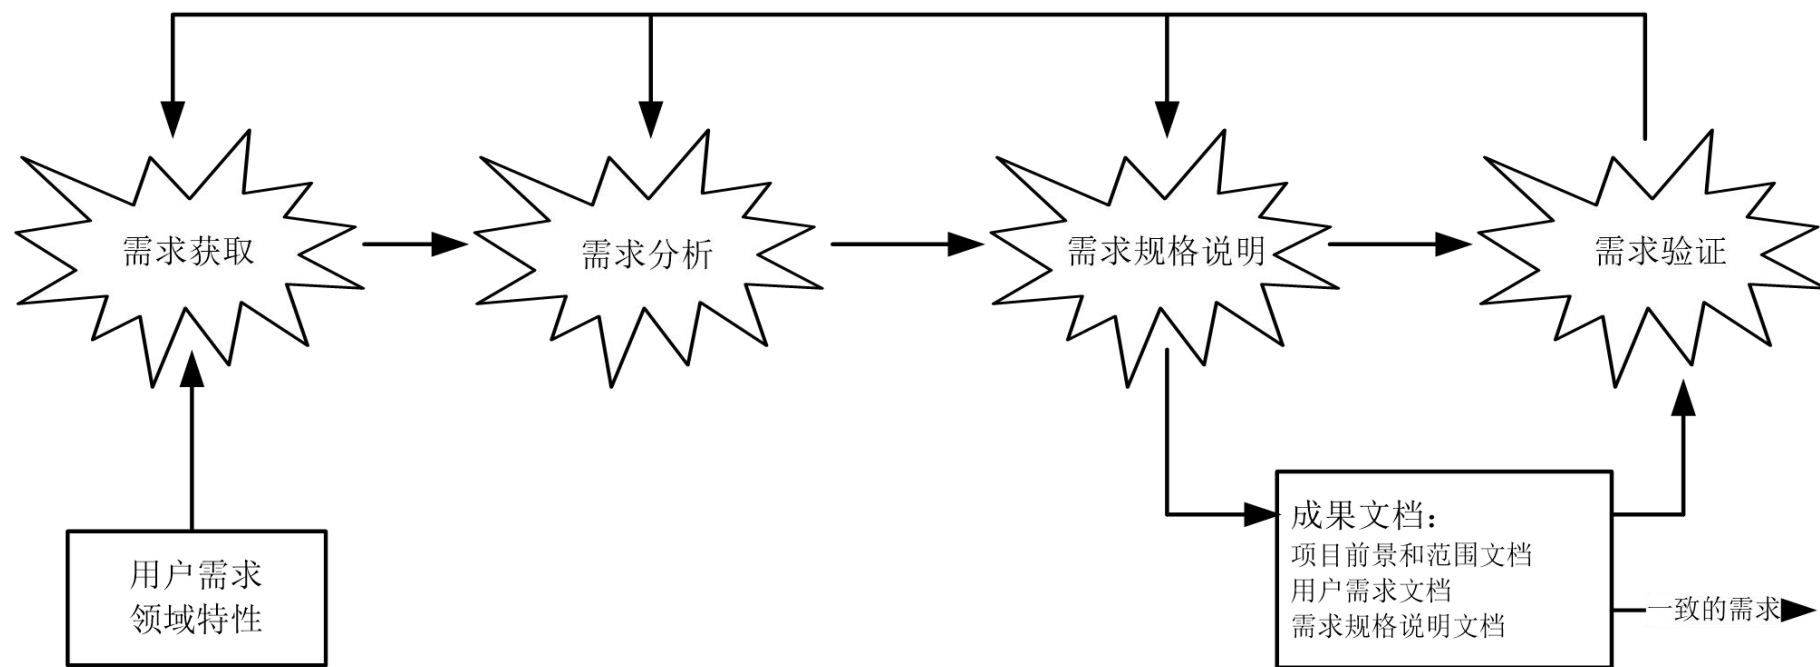 需求获取
需求分析
需求规格说明
需求验证
用户需求
领域特性
成果文档：
项目前景和范围文档
用户需求文档
需求规格说明文档
一致的需求